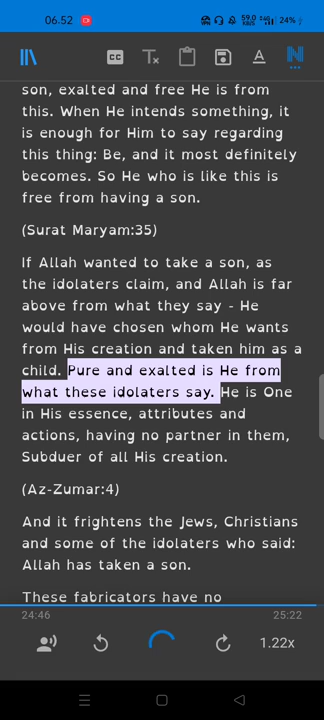 06.52
59.0
KB/S
24%
CC
A
N
son, exalted and free He is from
this. When He intends something, it
is enough for Him to say regarding
this thing: Be, and it most definitely
becomes. So He who is like this is
free from having a son.
(Surat Maryam:35)
If Allah wanted to take a son, as
the idolaters claim, and Allah is far
above from what they say - He
would have chosen whom He wants
from His creation and taken him as a
child. Pure and exalted is He from
what these idolaters say. He is One
in His essence, attributes and
actions, having no partner in them,
Subduer of all His creation.
(Az-Zumar:4)
And it frightens the Jews, Christians
and some of the idolaters who said:
Allah has taken a son.
These fabricators have no
24:46
25:22
1.22x